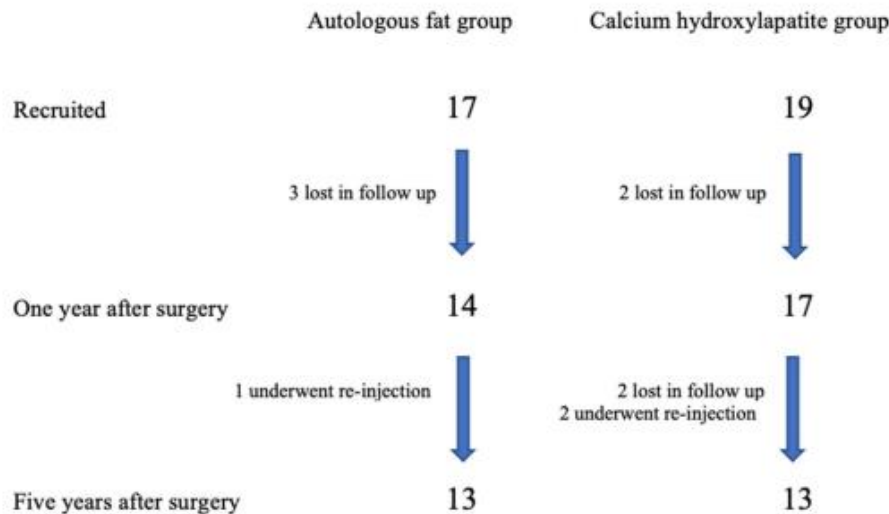 Autologous fat group Calcium hydroxylapatite group
Recruited 17 19
3 lost in follow up 2 lost in follow up
One year after surgery 14 17
1 underwent re-injection 2 lost in follow up
2 underwent re-injection
Five years after surgery 13 13